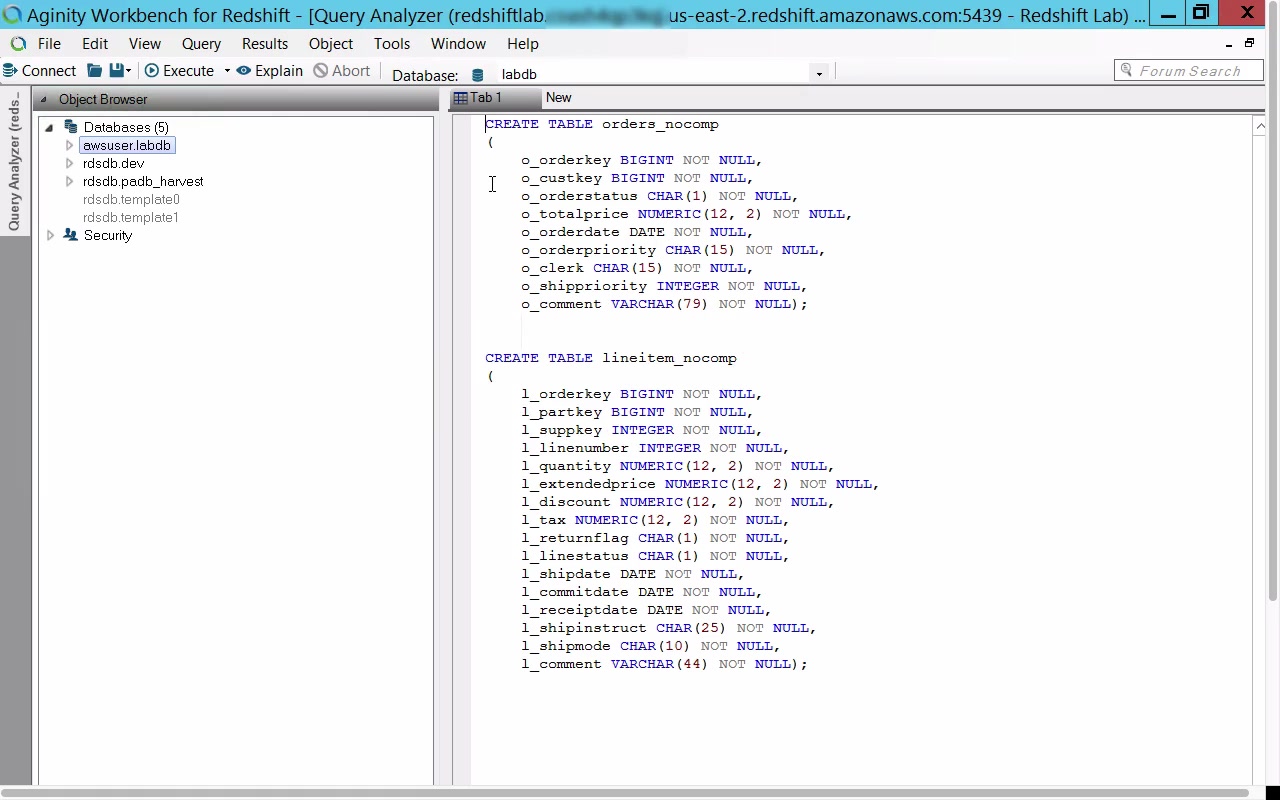 Aginity Workbench for Redshift - [Query Analyzer (redshiftlab. us-east-2.redshift.amazonaws.com:5439 - Redshift Lab) ...
File Edit View Query Results Object Tools Window Help
Connect Execute Explain Abort Database: labdb Forum Search
Query Analyzer (reds...
Object Browser
Tab 1 New
Databases (5)
awsuser.labdb
rdsdb.dev
rdsdb.padb_harvest
rdsdb.template0
rdsdb.template1
Security
CREATE TABLE orders_nocomp
(
o_orderkey BIGINT NOT NULL,
o_custkey BIGINT NOT NULL,
o_orderstatus CHAR(1) NOT NULL,
o_totalprice NUMERIC(12, 2) NOT NULL,
o_orderdate DATE NOT NULL,
o_orderpriority CHAR(15) NOT NULL,
o_clerk CHAR(15) NOT NULL,
o_shippriority INTEGER NOT NULL,
o_comment VARCHAR(79) NOT NULL);
CREATE TABLE lineitem_nocomp
(
l_orderkey BIGINT NOT NULL,
l_partkey BIGINT NOT NULL,
l_suppkey INTEGER NOT NULL,
l_linenumber INTEGER NOT NULL,
l_quantity NUMERIC(12, 2) NOT NULL,
l_extendedprice NUMERIC(12, 2) NOT NULL,
l_discount NUMERIC(12, 2) NOT NULL,
l_tax NUMERIC(12, 2) NOT NULL,
l_returnflag CHAR(1) NOT NULL,
l_linestatus CHAR(1) NOT NULL,
l_shipdate DATE NOT NULL,
l_commitdate DATE NOT NULL,
l_receiptdate DATE NOT NULL,
l_shipinstruct CHAR(25) NOT NULL,
l_shipmode CHAR(10) NOT NULL,
l_comment VARCHAR(44) NOT NULL);